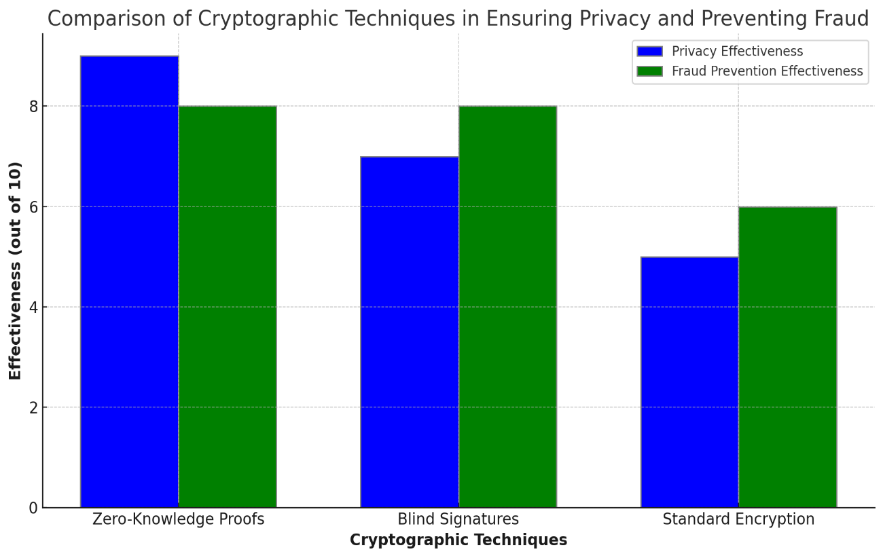 Comparison of Cryptographic Techniques in Ensuring Privacy and Preventing Fraud
Privacy Effectiveness
Fraud Prevention Effectiveness
Effectiveness (out of 10)
8
6
4
2
0
Zero-Knowledge Proofs
Blind Signatures
Standard Encryption
Cryptographic Techniques